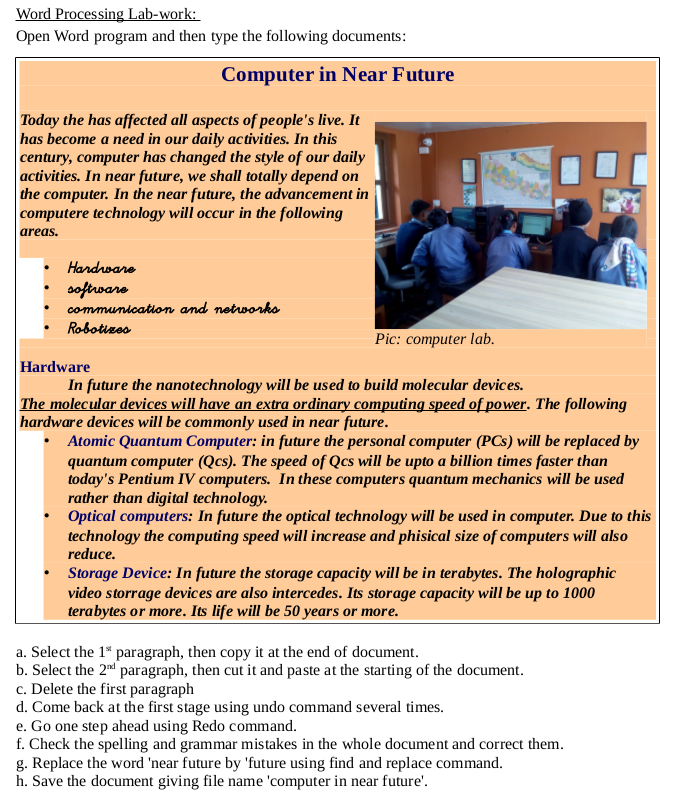 Word Processing Lab-work:
Open Word program and then type the following documents:
Computer in Near Future
Today the has affected all aspects of people's live. It
has become a need in our daily activities. In this
century, computer has changed the style of our daily
activities. In near future, we shall totally depend on
the computer. In the near future, the advancement in
computere technology will occur in the following
areas.
• Hardware
• software
• communication and networks
• Robotizes
Pic: computer lab.
Hardware
In future the nanotechnology will be used to build molecular devices.
The molecular devices will have an extra ordinary computing speed of power. The following
hardware devices will be commonly used in near future.
• Atomic Quantum Computer: in future the personal computer (PCs) will be replaced by
quantum computer (Qcs). The speed of Qcs will be upto a billion times faster than
today's Pentium IV computers. In these computers quantum mechanics will be used
rather than digital technology.
• Optical computers: In future the optical technology will be used in computer. Due to this
technology the computing speed will increase and phisical size of computers will also
reduce.
• Storage Device: In future the storage capacity will be in terabytes. The holographic
video storrage devices are also intercedes. Its storage capacity will be up to 1000
terabytes or more. Its life will be 50 years or more.
a. Select the 1st paragraph, then copy it at the end of document.
b. Select the 2nd paragraph, then cut it and paste at the starting of the document.
c. Delete the first paragraph
d. Come back at the first stage using undo command several times.
e. Go one step ahead using Redo command.
f. Check the spelling and grammar mistakes in the whole document and correct them.
g. Replace the word 'near future by 'future using find and replace command.
h. Save the document giving file name 'computer in near future'.